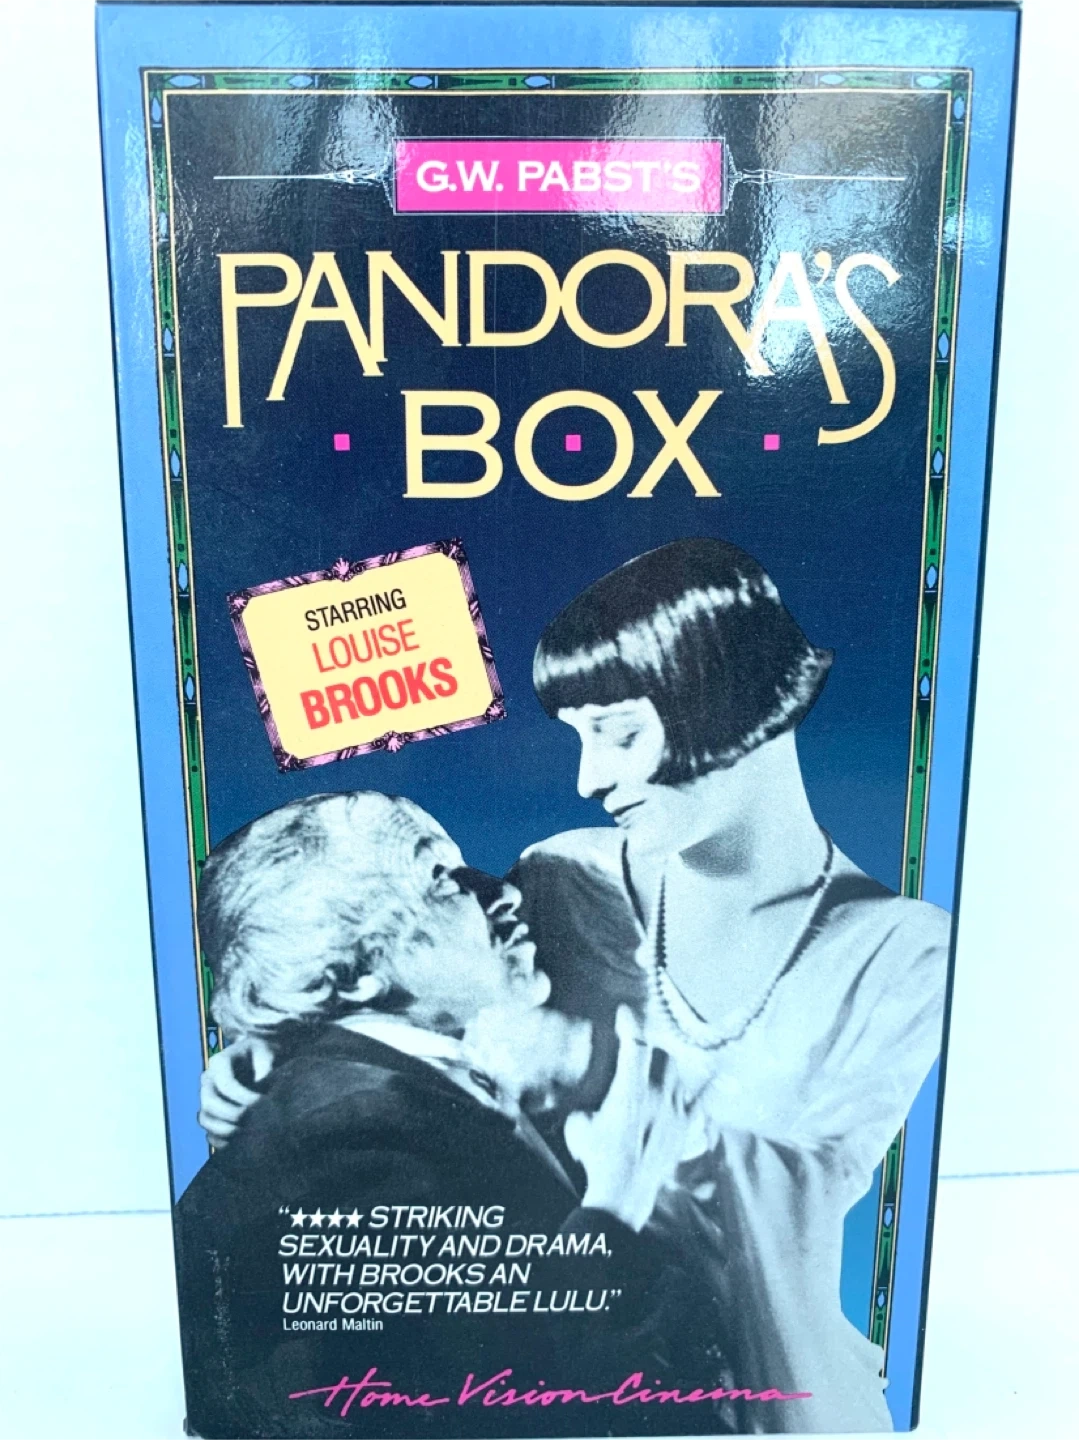 G.W. PABST'S
PANDORA'S
BOX
STARRING
LOUISE
BROOKS
"★★★★ STRIKING
SEXUALITY AND DRAMA,
WITH BROOKS AN
UNFORGETTABLE LULU."
Leonard Maltin
Home Vision Cinema